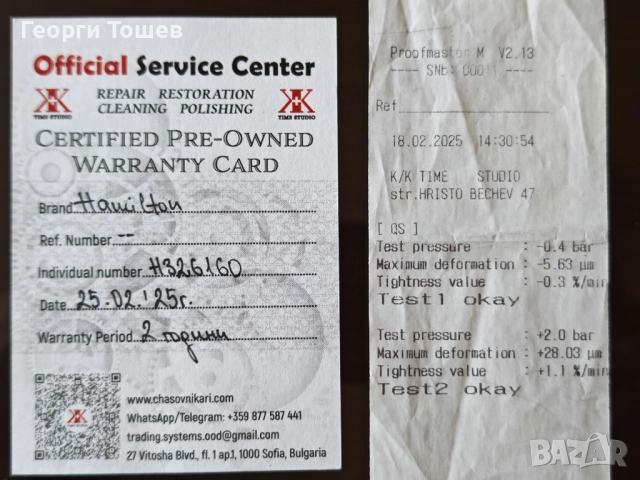 Георги Тошев
Official Service Center
REPAIR RESTORATION
CLEANING POLISHING
KK
TIME STUDIO
KK
TIME STUDIO
CERTIFIED PRE-OWNED
WARRANTY CARD
Brand Hamilton
Ref. Number --
Individual number H326160
Date 25.02.'25г.
Warranty Period 2 години
www.chasovnikari.com
WhatsApp/Telegram: +359 877 587 441
trading.systems.ood@gmail.com
27 Vitosha Blvd., fl. 1 ap.1, 1000 Sofia, Bulgaria
Proofmaster M V2.13
---- SNb: 00011 ----
Ref
18.02.2025 14:30:54
K/K TIME STUDIO
str.HRISTO BECHEV 47
[ QS ]
Test pressure : -0.4 bar
Maximum deformation : -5.63 µm
Tightness value : -0.3 %/min
Test1 okay
Test pressure : +2.0 bar
Maximum deformation : +28.03 µm
Tightness value : +1.1 %/min
Test2 okay
BAZAR